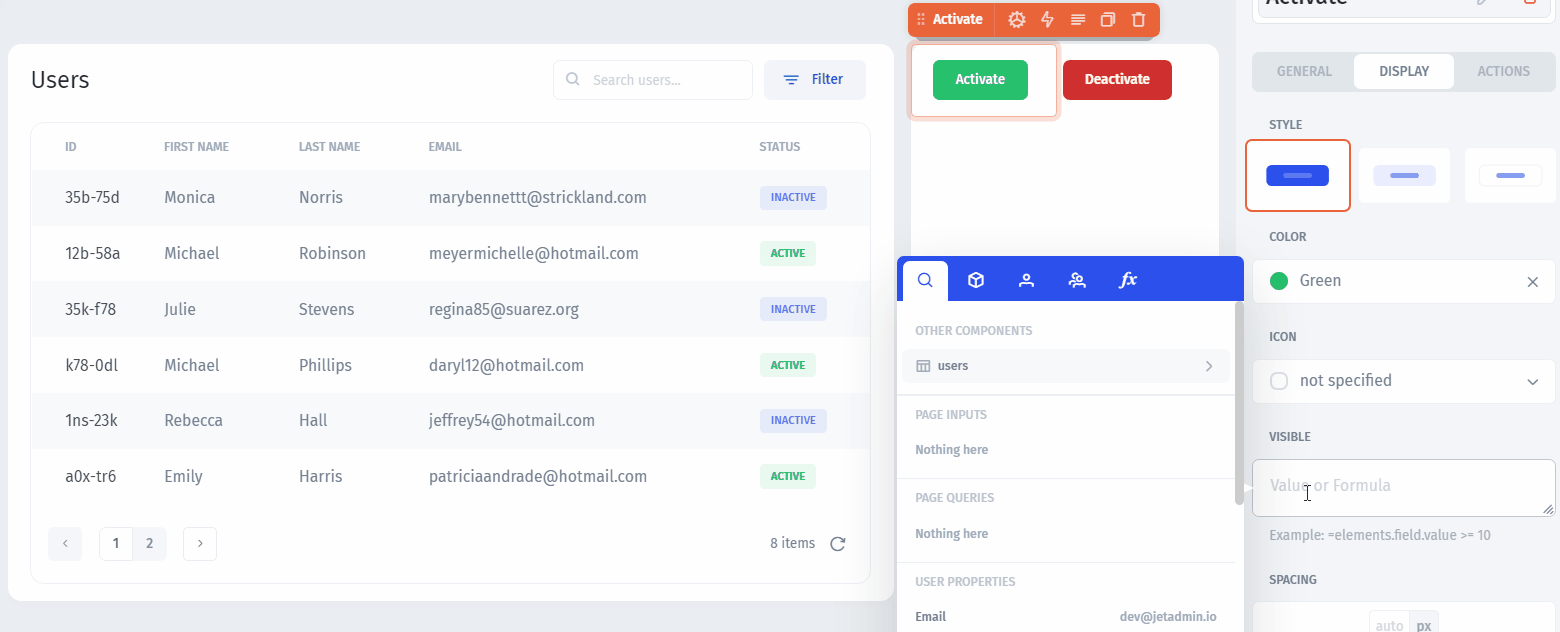 Activate
Users
Search users...
Filter
ID FIRST NAME LAST NAME EMAIL STATUS
35b-75d Monica Norris marybennettt@strickland.com INACTIVE
12b-58a Michael Robinson meyermichelle@hotmail.com ACTIVE
35k-f78 Julie Stevens regina85@suarez.org INACTIVE
k78-0dl Michael Phillips daryl12@hotmail.com ACTIVE
1ns-23k Rebecca Hall jeffrey54@hotmail.com INACTIVE
a0x-tr6 Emily Harris patriciaandrade@hotmail.com ACTIVE
1 2 8 items
Activate Deactivate
fx
OTHER COMPONENTS
users
PAGE INPUTS
Nothing here
PAGE QUERIES
Nothing here
USER PROPERTIES
Email dev@jetadmin.io
Activate
GENERAL DISPLAY ACTIONS
STYLE
COLOR
Green
ICON
not specified
VISIBLE
Value or Formula
Example: =elements.field.value >= 10
SPACING
auto px